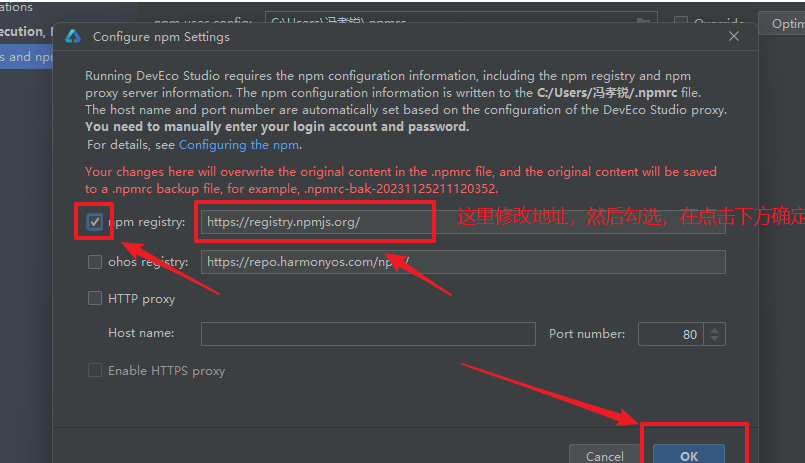 ations
npm user config: C:\Users\冯孝锐\.npmrc Override
ecution, D Optim
s and npm
Configure npm Settings
Running DevEco Studio requires the npm configuration information, including the npm registry and npm
proxy server information. The npm configuration information is written to the C:/Users/冯孝锐/.npmrc file.
The host name and port number are automatically set based on the configuration of the DevEco Studio proxy.
You need to manually enter your login account and password.
For details, see Configuring the npm.
Your changes here will overwrite the original content in the .npmrc file, and the original content will be saved
to a .npmrc backup file, for example, .npmrc-bak-20231125211120352.
npm registry: https://registry.npmjs.org/ 这里修改地址，然后勾选，在点击下方确定
ohos registry: https://repo.harmonyos.com/npm/
HTTP proxy
Host name: Port number: 80
Enable HTTPS proxy
Cancel OK